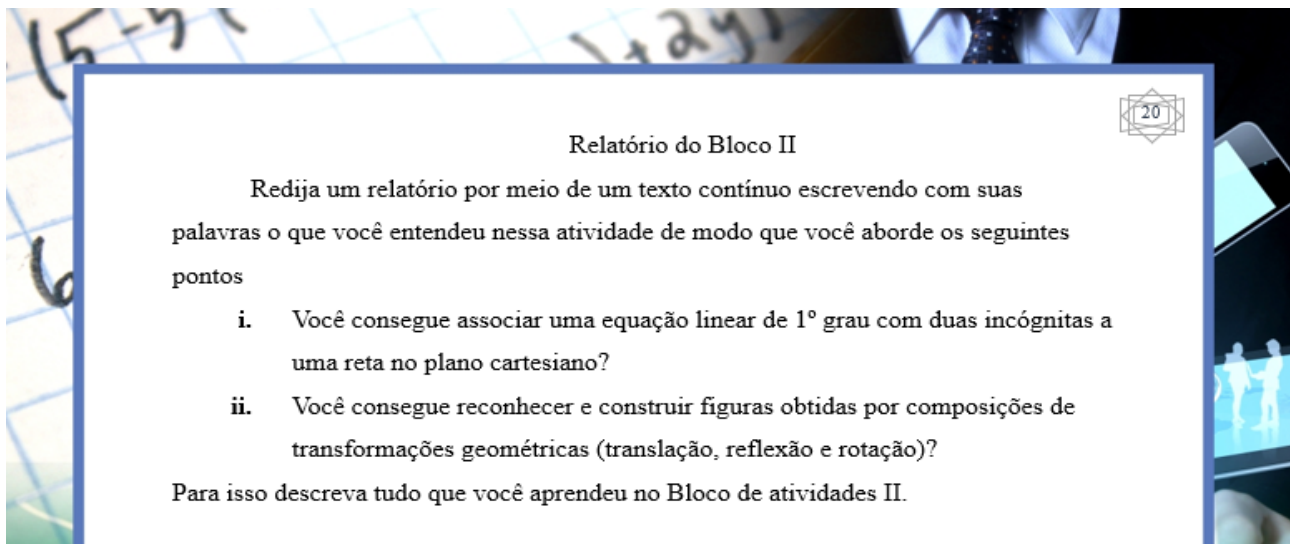 (5-5
)+2y)
20
Relatório do Bloco II
Redija um relatório por meio de um texto contínuo escrevendo com suas
palavras o que você entendeu nessa atividade de modo que você aborde os seguintes
pontos
i. Você consegue associar uma equação linear de 1º grau com duas incógnitas a
uma reta no plano cartesiano?
ii. Você consegue reconhecer e construir figuras obtidas por composições de
transformações geométricas (translação, reflexão e rotação)?
Para isso descreva tudo que você aprendeu no Bloco de atividades II.